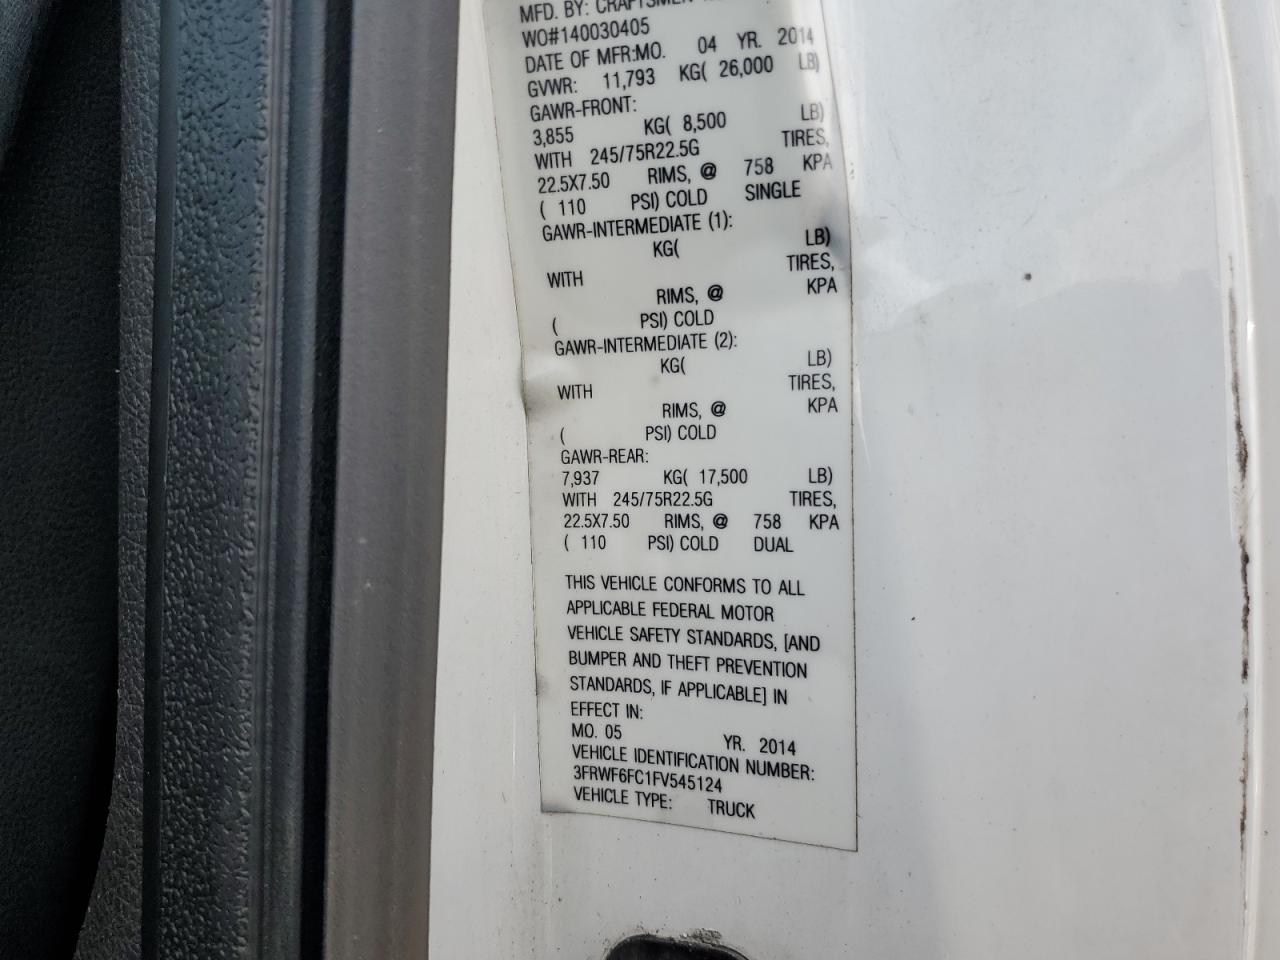 MFD. BY: CRAFTSMEN
WO#140030405
DATE OF MFR:MO. 04 YR. 2014
GVWR: 11,793 KG( 26,000 LB)
GAWR-FRONT:
3,855 KG( 8,500 LB)
WITH 245/75R22.5G TIRES,
22.5X7.50 RIMS, @ 758 KPA
( 110 PSI) COLD SINGLE
GAWR-INTERMEDIATE (1):
KG( LB)
WITH TIRES,
RIMS, @ KPA
( PSI) COLD
GAWR-INTERMEDIATE (2):
KG( LB)
WITH TIRES,
RIMS, @ KPA
( PSI) COLD
GAWR-REAR:
7,937 KG( 17,500 LB)
WITH 245/75R22.5G TIRES,
22.5X7.50 RIMS, @ 758 KPA
( 110 PSI) COLD DUAL
THIS VEHICLE CONFORMS TO ALL
APPLICABLE FEDERAL MOTOR
VEHICLE SAFETY STANDARDS, [AND
BUMPER AND THEFT PREVENTION
STANDARDS, IF APPLICABLE] IN
EFFECT IN:
MO. 05 YR. 2014
VEHICLE IDENTIFICATION NUMBER:
3FRWF6FC1FV545124
VEHICLE TYPE: TRUCK